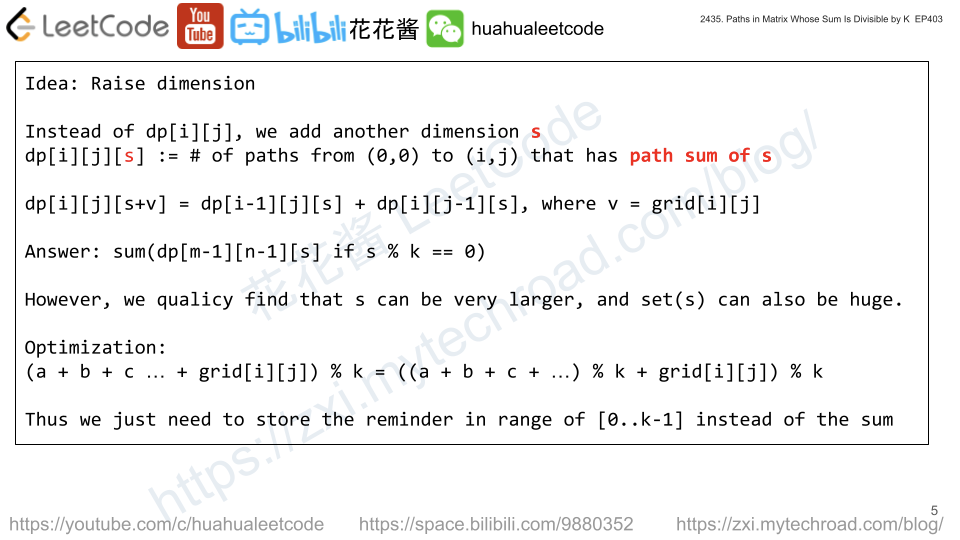 LeetCode You Tube bilibili 花花酱 huahualeetcode
2435. Paths in Matrix Whose Sum Is Divisible by K EP403
Idea: Raise dimension
Instead of dp[i][j], we add another dimension s
dp[i][j][s] := # of paths from (0,0) to (i,j) that has path sum of s
dp[i][j][s+v] = dp[i-1][j][s] + dp[i][j-1][s], where v = grid[i][j]
Answer: sum(dp[m-1][n-1][s] if s % k == 0)
However, we qualicy find that s can be very larger, and set(s) can also be huge.
Optimization:
(a + b + c … + grid[i][j]) % k = ((a + b + c + …) % k + grid[i][j]) % k
Thus we just need to store the reminder in range of [0..k-1] instead of the sum
花花酱 LeetCode
https://zxi.mytechroad.com/blog/
5
https://youtube.com/c/huahualeetcode https://space.bilibili.com/9880352 https://zxi.mytechroad.com/blog/